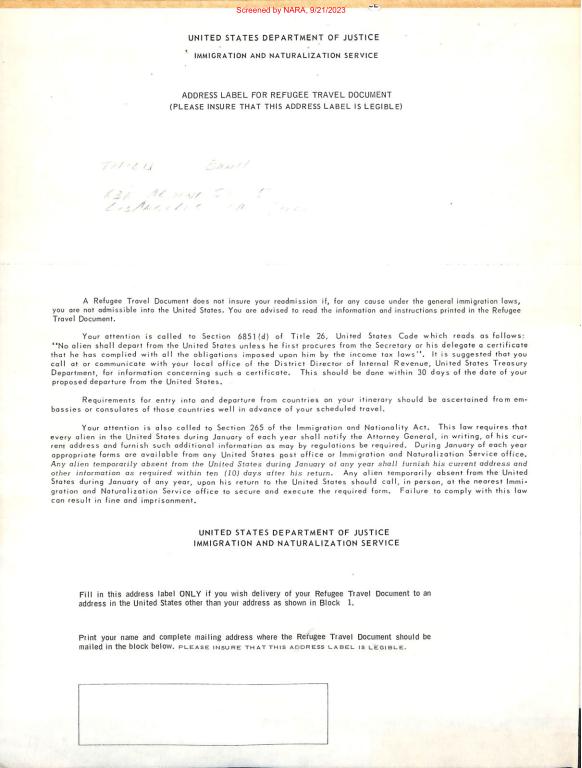 Screened by NARA, 9/21/2023
UNITED STATES DEPARTMENT OF JUSTICE
IMMIGRATION AND NATURALIZATION SERVICE
ADDRESS LABEL FOR REFUGEE TRAVEL DOCUMENT
(PLEASE INSURE THAT THIS ADDRESS LABEL IS LEGIBLE)
Los Angeles
A Refugee Travel Document does not insure your readmission if, for any cause under the general immigration laws,
you are not admissible into the United States. You are advised to read the information and instructions printed in the Refugee
Travel Document.
Your attention is called to Section 6851(d) of Title 26, United States Code which reads as follows:
"No alien shall depart from the United States unless he first procures from the Secretary or his delegate a certificate
that he has complied with all the obligations imposed upon him by the income tax laws". It is suggested that you
call at or communicate with your local office of the District Director of Internal Revenue, United States Treasury
Department, for information concerning such a certificate. This should be done within 30 days of the date of your
proposed departure from the United States.
Requirements for entry into and departure from countries on your itinerary should be ascertained from em-
bassies or consulates of those countries well in advance of your scheduled travel.
Your attention is also called to Section 265 of the Immigration and Nationality Act. This law requires that
every alien in the United States during January of each year shall notify the Attorney General, in writing, of his cur-
rent address and furnish such additional information as may by regulations be required. During January of each year
appropriate forms are available from any United States post office or Immigration and Naturalization Service office.
Any alien temporarily absent from the United States during January of any year shall furnish his current address and
other information as required within ten (10) days after his return. Any alien temporarily absent from the United
States during January of any year, upon his return to the United States should call, in person, at the nearest Immi-
gration and Naturalization Service office to secure and execute the required form. Failure to comply with this law
can result in fine and imprisonment.
UNITED STATES DEPARTMENT OF JUSTICE
IMMIGRATION AND NATURALIZATION SERVICE
Fill in this address label ONLY if you wish delivery of your Refugee Travel Document to an
address in the United States other than your address as shown in Block 1.
Print your name and complete mailing address where the Refugee Travel Document should be
mailed in the block below. PLEASE INSURE THAT THIS ADDRESS LABEL IS LEGIBLE.